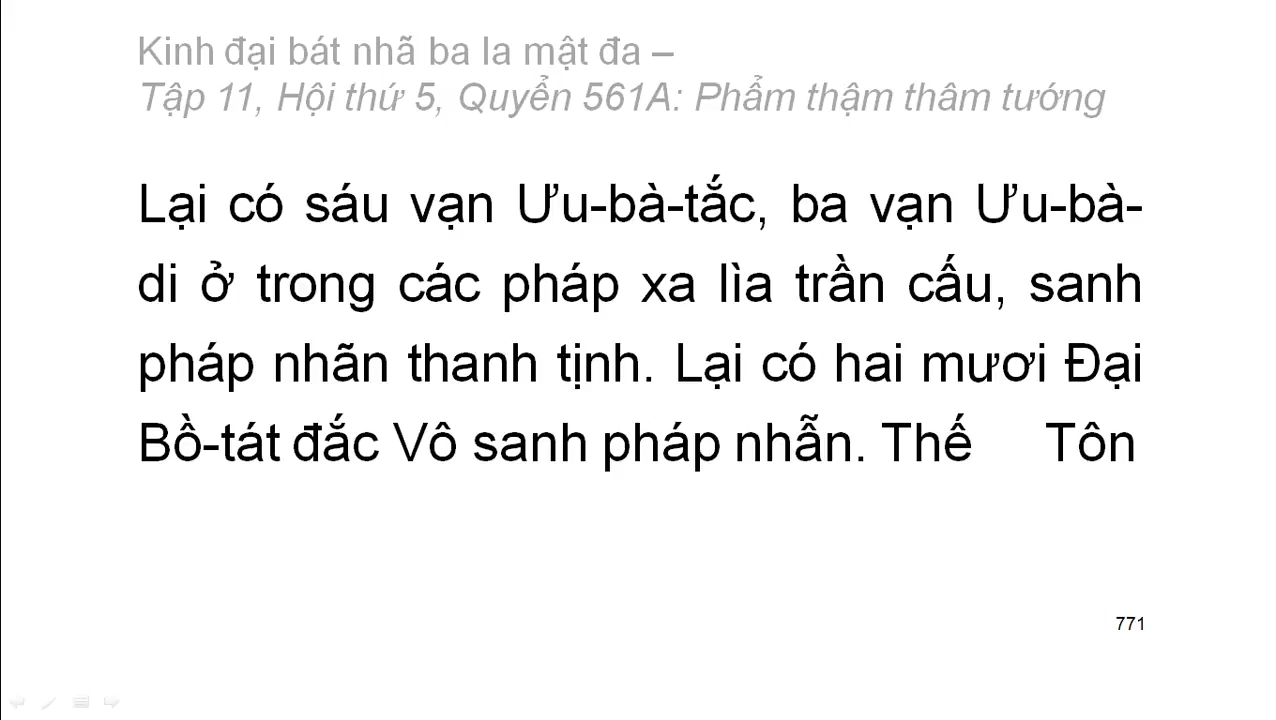 Kinh đại bát nhã ba la mật đa –
Tập 11, Hội thứ 5, Quyển 561A: Phẩm thậm thâm tướng
Lại có sáu vạn Ưu-bà-tắc, ba vạn Ưu-bà-
di ở trong các pháp xa lìa trần cấu, sanh
pháp nhãn thanh tịnh. Lại có hai mươi Đại
Bồ-tát đắc Vô sanh pháp nhẫn. Thế Tôn
771